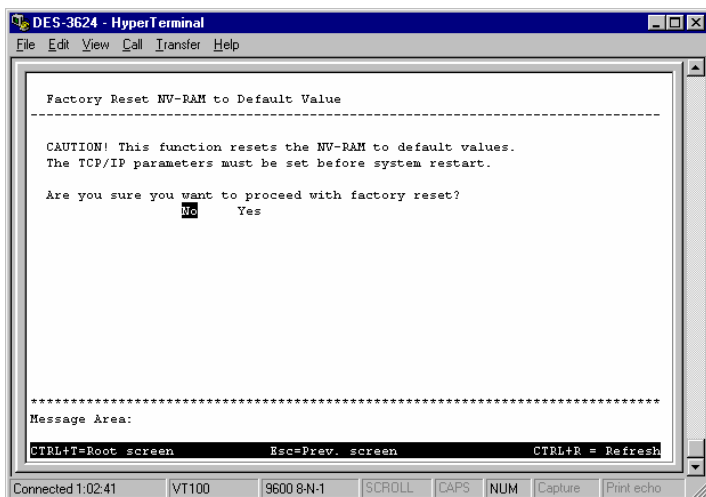 DES-3624 - HyperTerminal
File Edit View Call Transfer Help
Factory Reset NV-RAM to Default Value
--------------------------------------------------------------------------------
CAUTION! This function resets the NV-RAM to default values.
The TCP/IP parameters must be set before system restart.
Are you sure you want to proceed with factory reset?
No Yes
********************************************************************************
Message Area:
CTRL+T=Root screen Esc=Prev. screen CTRL+R = Refresh
Connected 1:02:41 VT100 9600 8-N-1 SCROLL CAPS NUM Capture Print echo